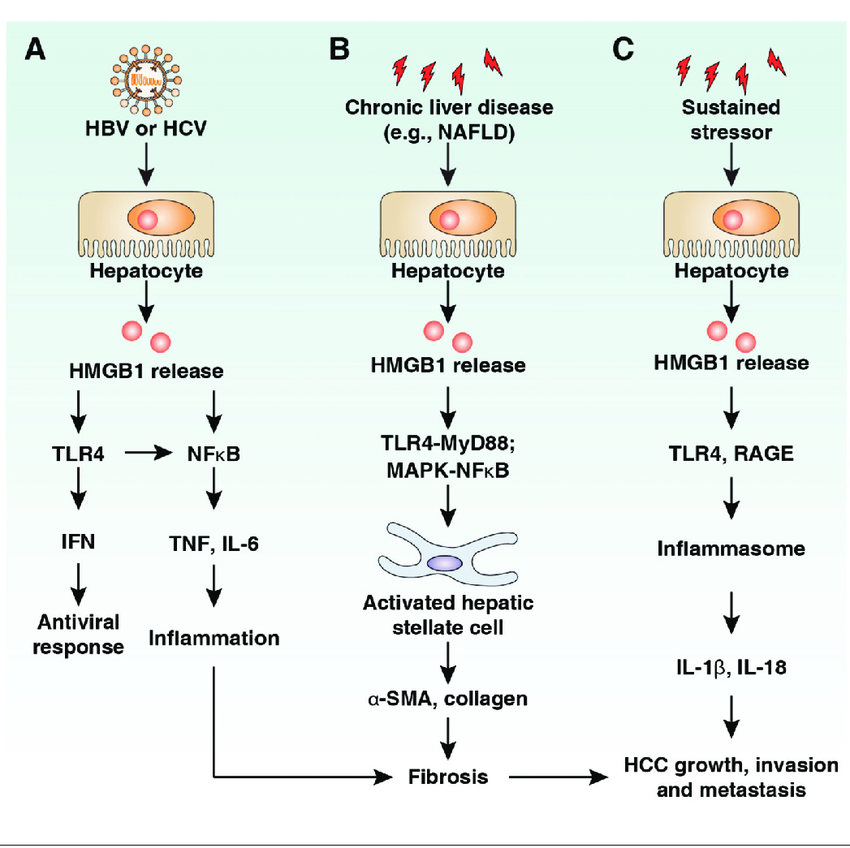 A
HBV or HCV
Hepatocyte
HMGB1 release
TLR4
NFκB
IFN
TNF, IL-6
Antiviral
response
Inflammation
B
Chronic liver disease
(e.g., NAFLD)
Hepatocyte
HMGB1 release
TLR4-MyD88;
MAPK-NFκB
Activated hepatic
stellate cell
α-SMA, collagen
Fibrosis
C
Sustained
stressor
Hepatocyte
HMGB1 release
TLR4, RAGE
Inflammasome
IL-1β, IL-18
HCC growth, invasion
and metastasis